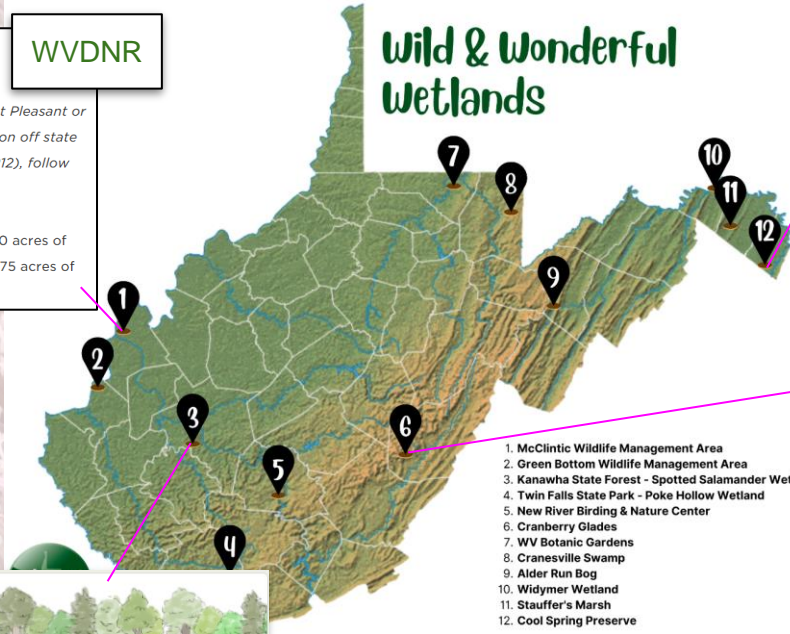 WVDNR
t Pleasant or
on off state
12), follow
0 acres of
75 acres of
Wild & Wonderful
Wetlands
7
8
10
11
12
9
1
2
3
6
5
4
1. McClintic Wildlife Management Area
2. Green Bottom Wildlife Management Area
3. Kanawha State Forest - Spotted Salamander Wet
4. Twin Falls State Park - Poke Hollow Wetland
5. New River Birding & Nature Center
6. Cranberry Glades
7. WV Botanic Gardens
8. Cranesville Swamp
9. Alder Run Bog
10. Widymer Wetland
11. Stauffer's Marsh
12. Cool Spring Preserve